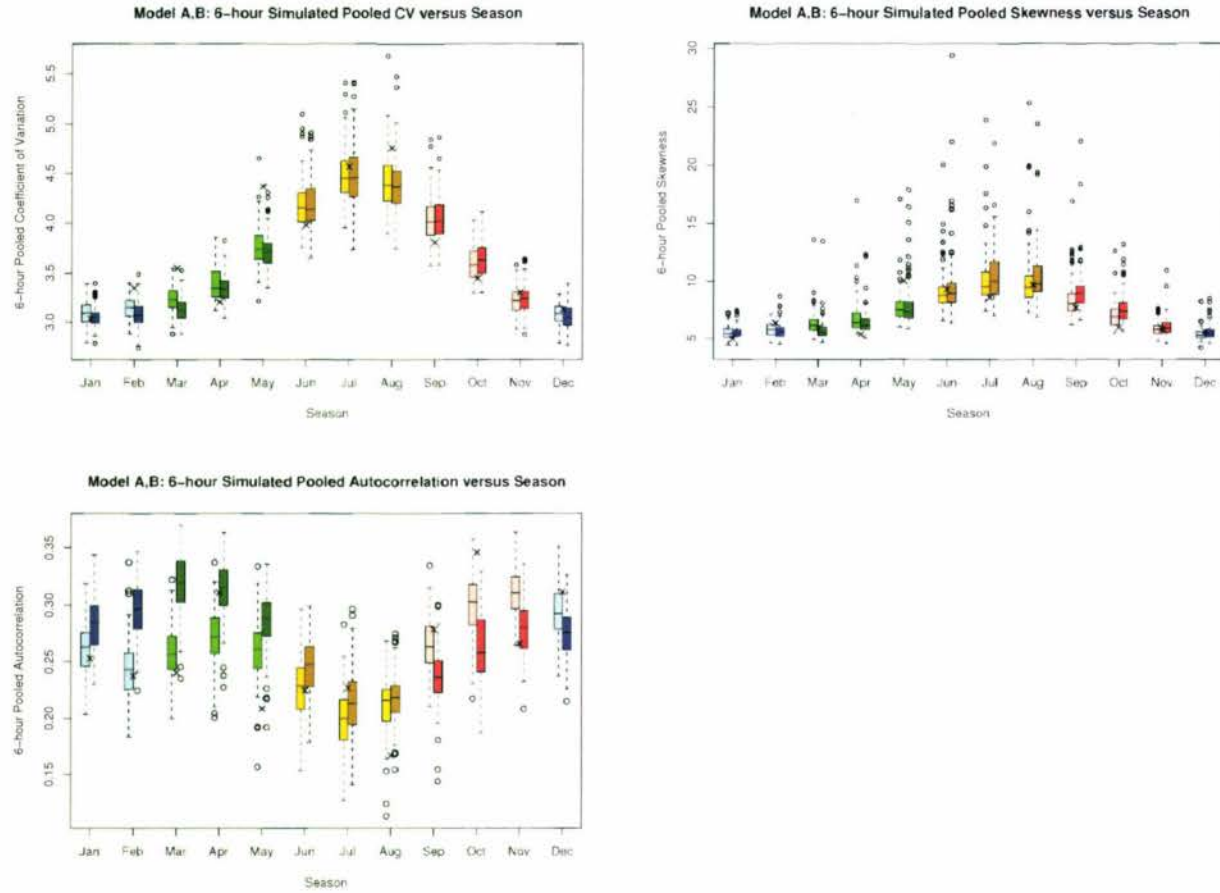 Model A,B: 6-hour Simulated Pooled CV versus Season
6-hour Pooled Coefficient of Variation
5.5
5.0
4.5
4.0
3.5
3.0
Jan Feb Mar Apr May Jun Jul Aug Sep Oct Nov Dec
Season
Model A,B: 6-hour Simulated Pooled Skewness versus Season
6-hour Pooled Skewness
30
25
20
15
10
5
Jan Feb Mar Apr May Jun Jul Aug Sep Oct Nov Dec
Season
Model A,B: 6-hour Simulated Pooled Autocorrelation versus Season
6-hour Pooled Autocorrelation
0.35
0.30
0.25
0.20
0.15
Jan Feb Mar Apr May Jun Jul Aug Sep Oct Nov Dec
Season